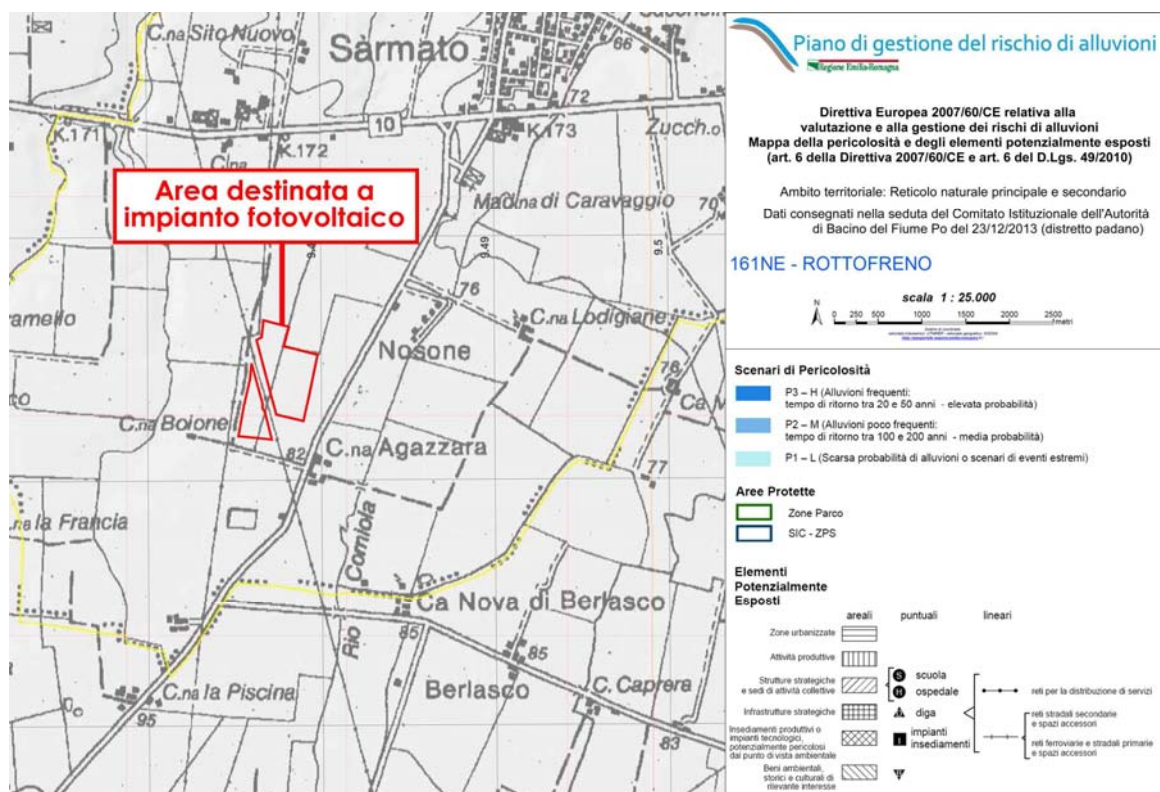 C.na Sito Nuovo
Sàrmato
66
K.171
10
72
K.173
Zucch.o
K.172
C.na
Area destinata a
impianto fotovoltaico
Mad.na di Caravaggio
70
9.49
9.5
76
C.na Lodigiane
ramello
Nosone
76
C.na Boione
82
C.na Agazzara
77
la Francia
Comiola
Rio
Ca Nova di Berlasco
85
85
Berlasco
C.na la Piscina
95
C. Caprera
83
Piano di gestione del rischio di alluvioni
Regione Emilia-Romagna
Direttiva Europea 2007/60/CE relativa alla
valutazione e alla gestione dei rischi di alluvioni
Mappa della pericolosità e degli elementi potenzialmente esposti
(art. 6 della Direttiva 2007/60/CE e art. 6 del D.Lgs. 49/2010)
Ambito territoriale: Reticolo naturale principale e secondario
Dati consegnati nella seduta del Comitato Istituzionale dell'Autorità
di Bacino del Fiume Po del 23/12/2013 (distretto padano)
161NE - ROTTOFRENO
scala 1 : 25.000
N
0 250 500 1000 1500 2000 2500
metri
Scenari di Pericolosità
P3 – H (Alluvioni frequenti:
tempo di ritorno tra 20 e 50 anni - elevata probabilità)
P2 – M (Alluvioni poco frequenti:
tempo di ritorno tra 100 e 200 anni - media probabilità)
P1 – L (Scarsa probabilità di alluvioni o scenari di eventi estremi)
Aree Protette
Zone Parco
SIC - ZPS
Elementi
Potenzialmente
Esposti
areali puntuali lineari
Zone urbanizzate
Attività produttive
Strutture strategiche
e sedi di attività collettive
S scuola
H ospedale
Infrastrutture strategiche
diga
Insediamenti produttivi o
impianti tecnologici,
potenzialmente pericolosi
dal punto di vista ambientale
I impianti
insediamenti
Beni ambientali,
storici e culturali di
rilevante interesse
reti per la distribuzione di servizi
reti stradali secondarie
e spazi accessori
reti ferroviarie e stradali primarie
e spazi accessori